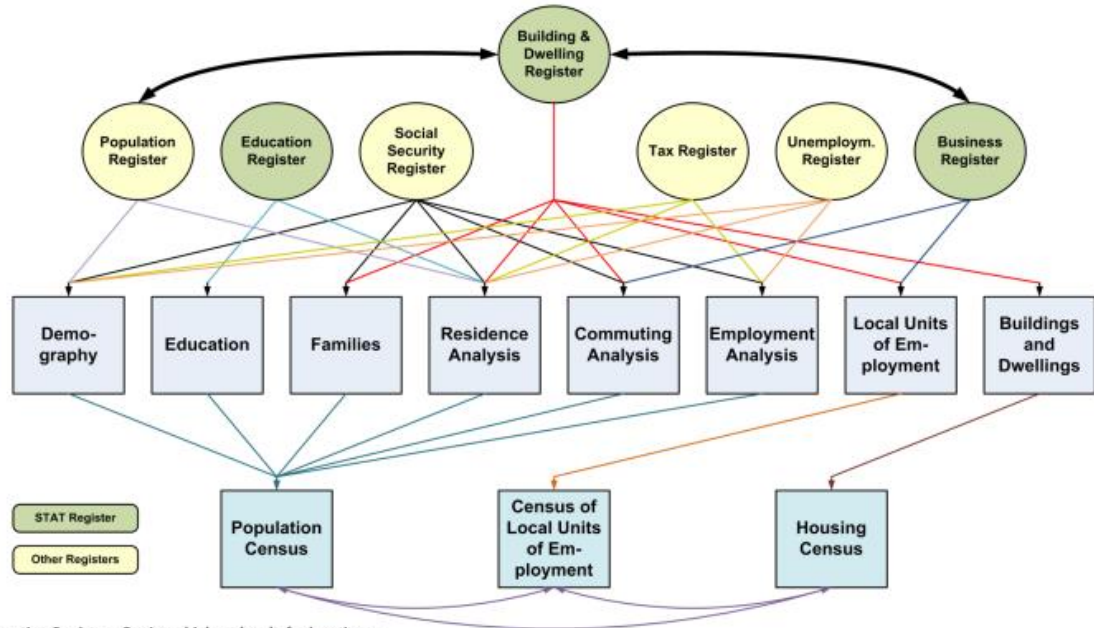 Building &
Dwelling
Register
Population
Register
Education
Register
Social
Security
Register
Tax Register
Unemploym.
Register
Business
Register
Demo-
graphy
Education
Families
Residence
Analysis
Commuting
Analysis
Employment
Analysis
Local Units
of Em-
ployment
Buildings
and
Dwellings
STAT Register
Other Registers
Population
Census
Census of
Local Units
of Em-
ployment
Housing
Census